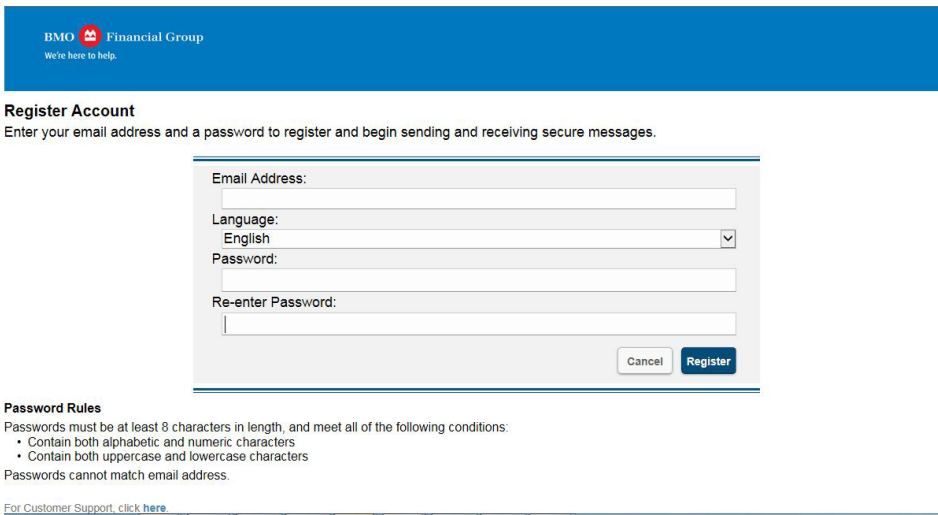 BMO Financial Group
We're here to help.
Register Account
Enter your email address and a password to register and begin sending and receiving secure messages.
Email Address:
Language:
English
Password:
Re-enter Password:
Cancel Register
Password Rules
Passwords must be at least 8 characters in length, and meet all of the following conditions:
• Contain both alphabetic and numeric characters
• Contain both uppercase and lowercase characters
Passwords cannot match email address.
For Customer Support, click here.